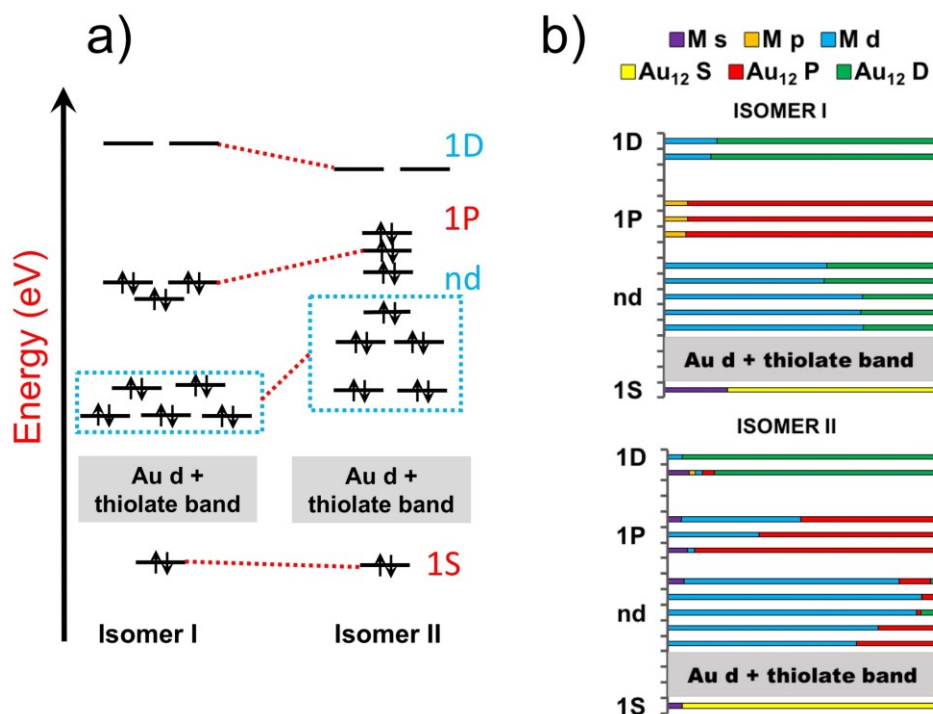 a)
Energy (eV)
1D
1P
nd
Au d +
thiolate band
Au d +
thiolate band
1S
Isomer I
Isomer II
b)
M s M p M d
Au12 S Au12 P Au12 D
ISOMER I
1D
1P
nd
Au d + thiolate band
1S
ISOMER II
1D
1P
nd
Au d + thiolate band
1S